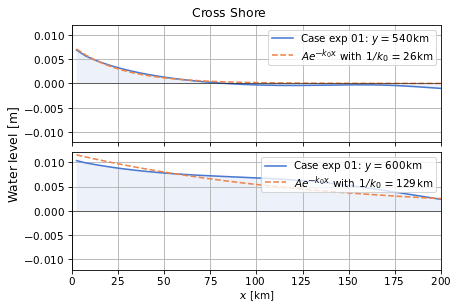 Cross Shore
Water level [m]
0.010
0.005
0.000
−0.005
−0.010
Case exp 01: y = 540km
Ae^{−k₀x} with 1/k₀ = 26km
0.010
0.005
0.000
−0.005
−0.010
Case exp 01: y = 600km
Ae^{−k₀x} with 1/k₀ = 129km
0 25 50 75 100 125 150 175 200
x [km]